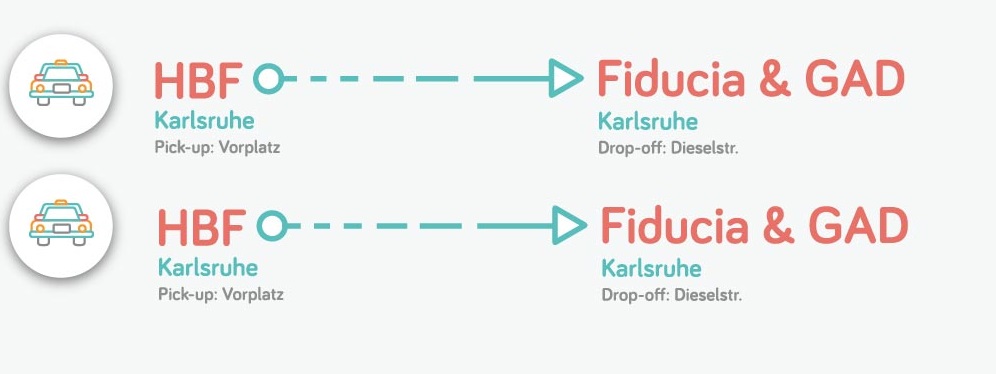 HBF Fiducia & GAD
Karlsruhe Karlsruhe
Pick-up: Vorplatz Drop-off: Dieselstr.
HBF Fiducia & GAD
Karlsruhe Karlsruhe
Pick-up: Vorplatz Drop-off: Dieselstr.